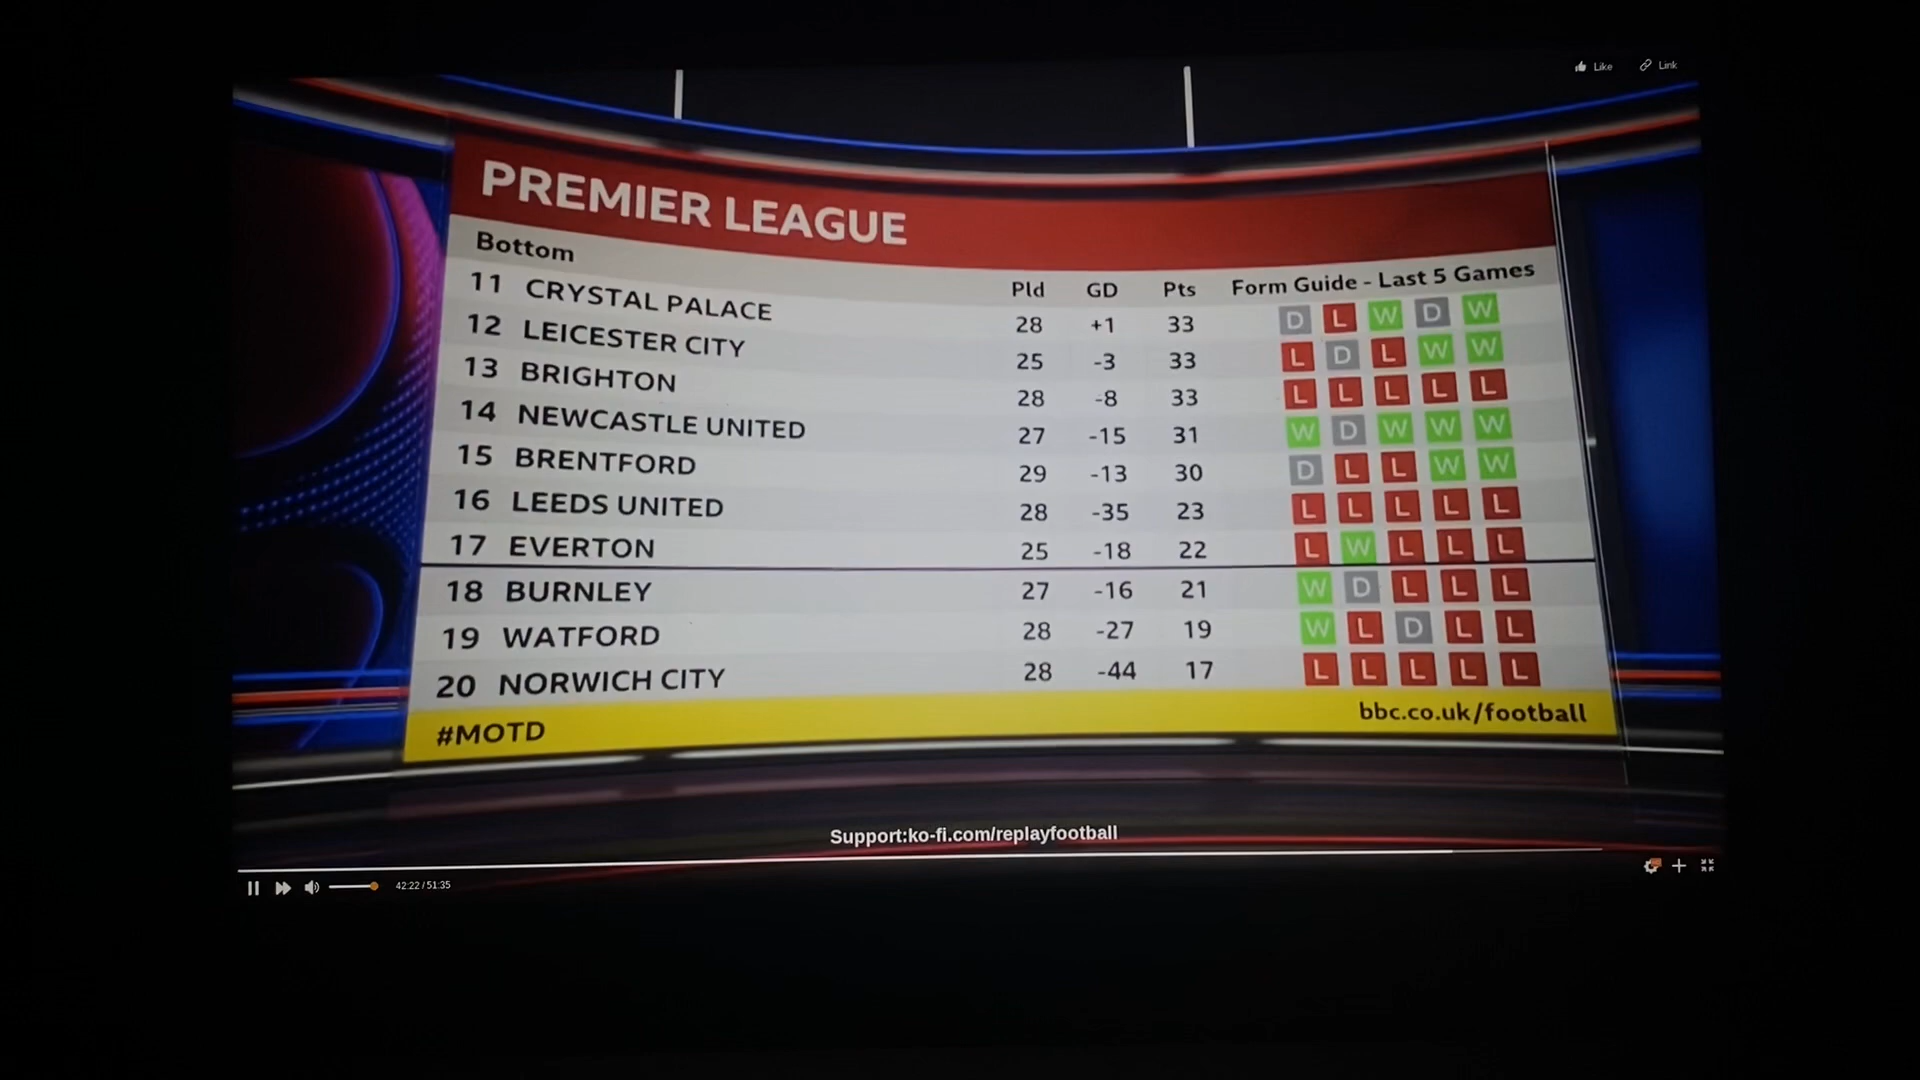 Like Link
PREMIER LEAGUE
Bottom Pld GD Pts Form Guide - Last 5 Games
11 CRYSTAL PALACE 28 +1 33 D L W D W
12 LEICESTER CITY 25 -3 33 L D L W W
13 BRIGHTON 28 -8 33 L L L L L
14 NEWCASTLE UNITED 27 -15 31 W D W W W
15 BRENTFORD 29 -13 30 D L L W W
16 LEEDS UNITED 28 -35 23 L L L L L
17 EVERTON 25 -18 22 L W L L L
18 BURNLEY 27 -16 21 W D L L L
19 WATFORD 28 -27 19 W L D L L
20 NORWICH CITY 28 -44 17 L L L L L
#MOTD bbc.co.uk/football
Support:ko-fi.com/replayfootball
42:22 / 51:35